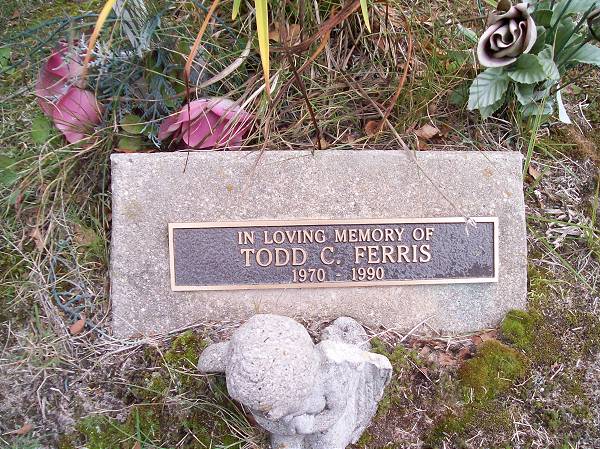 IN LOVING MEMORY OF
TODD C. FERRIS
1970 - 1990